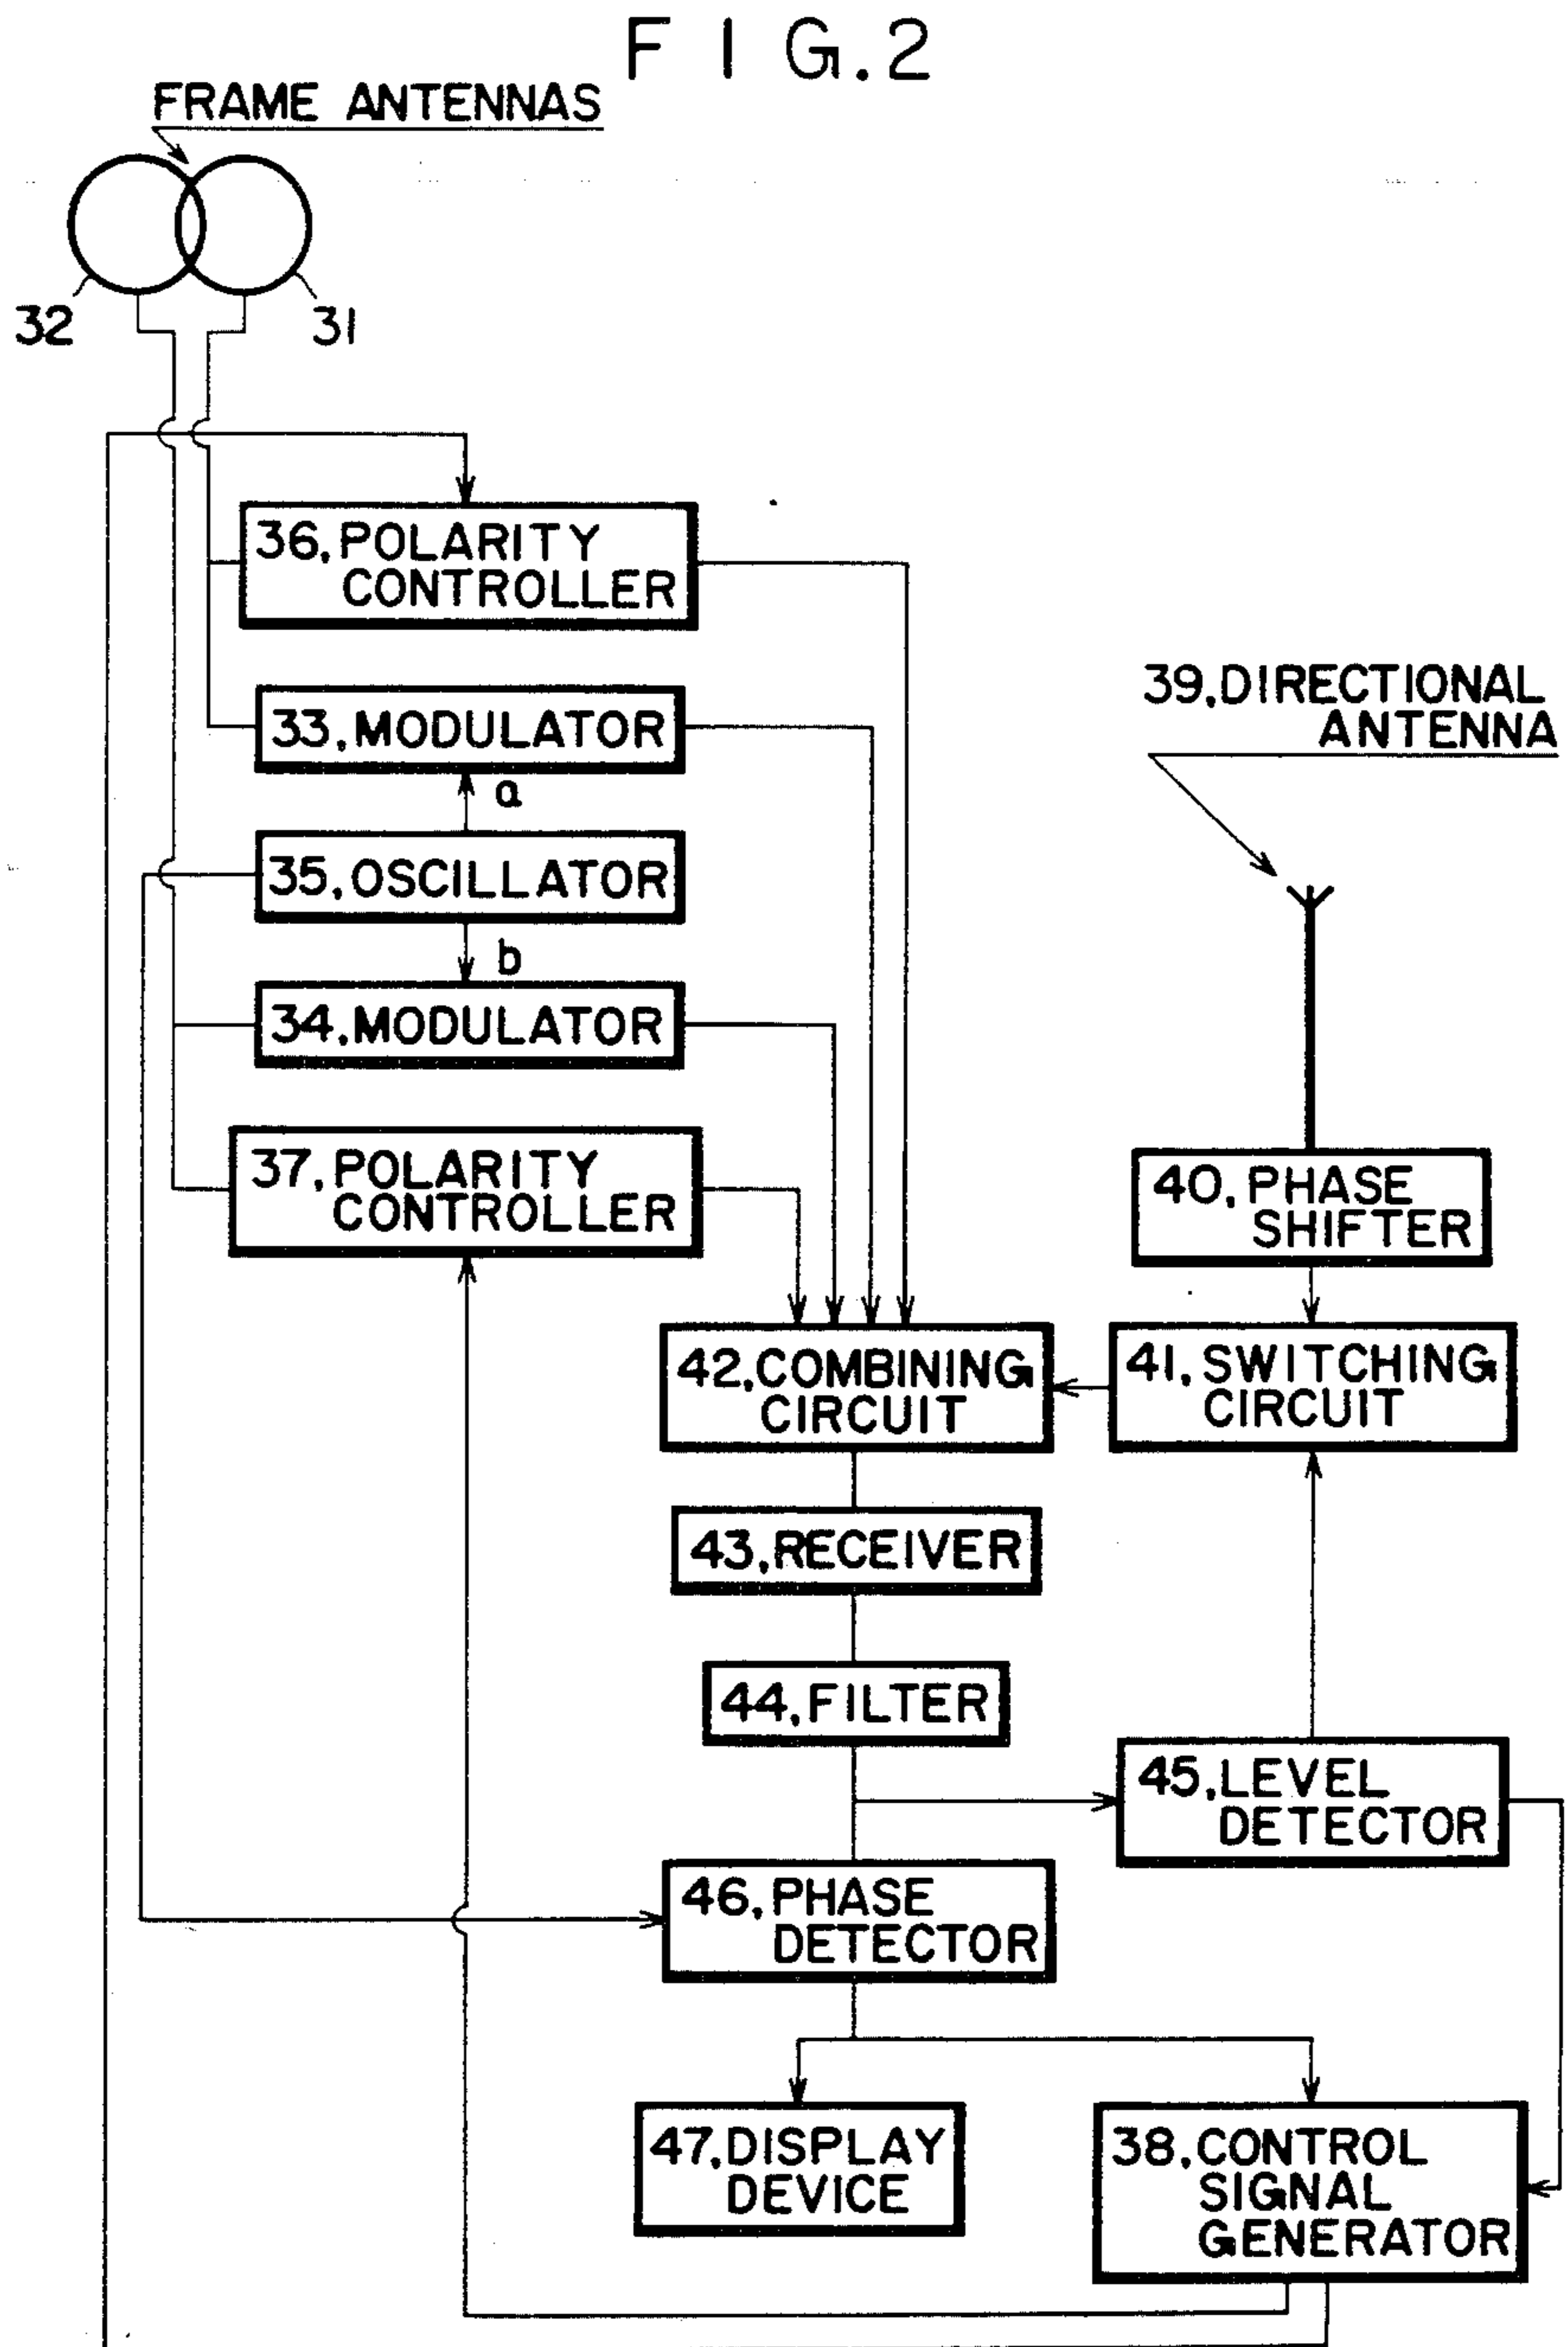 FIG.2
FRAME ANTENNAS
32
31
36, POLARITY
CONTROLLER
33, MODULATOR
a
35, OSCILLATOR
b
34, MODULATOR
37, POLARITY
CONTROLLER
39, DIRECTIONAL
ANTENNA
40, PHASE
SHIFTER
42, COMBINING
CIRCUIT
41, SWITCHING
CIRCUIT
43, RECEIVER
44, FILTER
45, LEVEL
DETECTOR
46, PHASE
DETECTOR
47, DISPLAY
DEVICE
38, CONTROL
SIGNAL
GENERATOR